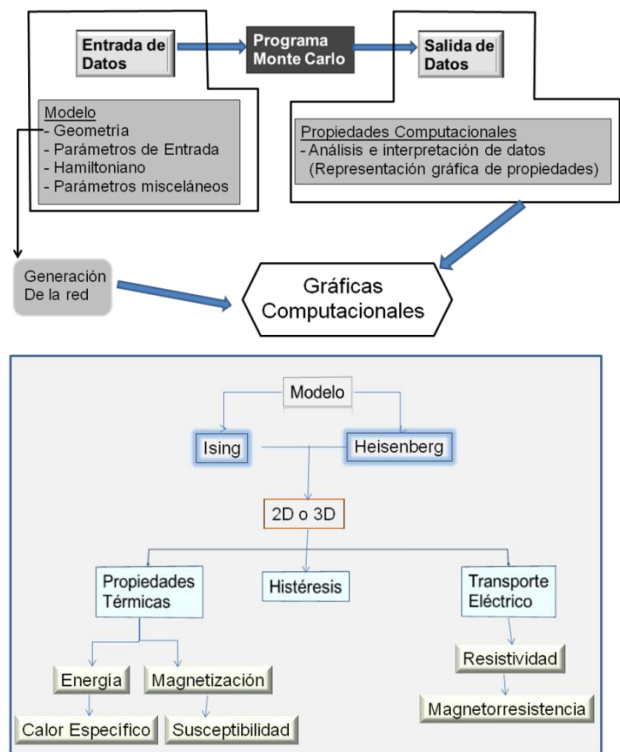 Entrada de
Datos
Programa
Monte Carlo
Salida de
Datos
Modelo
- Geometría
- Parámetros de Entrada
- Hamiltoniano
- Parámetros misceláneos
Propiedades Computacionales
- Análisis e interpretación de datos
(Representación gráfica de propiedades)
Generación
De la red
Gráficas
Computacionales
Modelo
Ising
Heisenberg
2D o 3D
Propiedades
Térmicas
Histéresis
Transporte
Eléctrico
Energía
Magnetización
Resistividad
Calor Especifico
Susceptibilidad
Magnetorresistencia